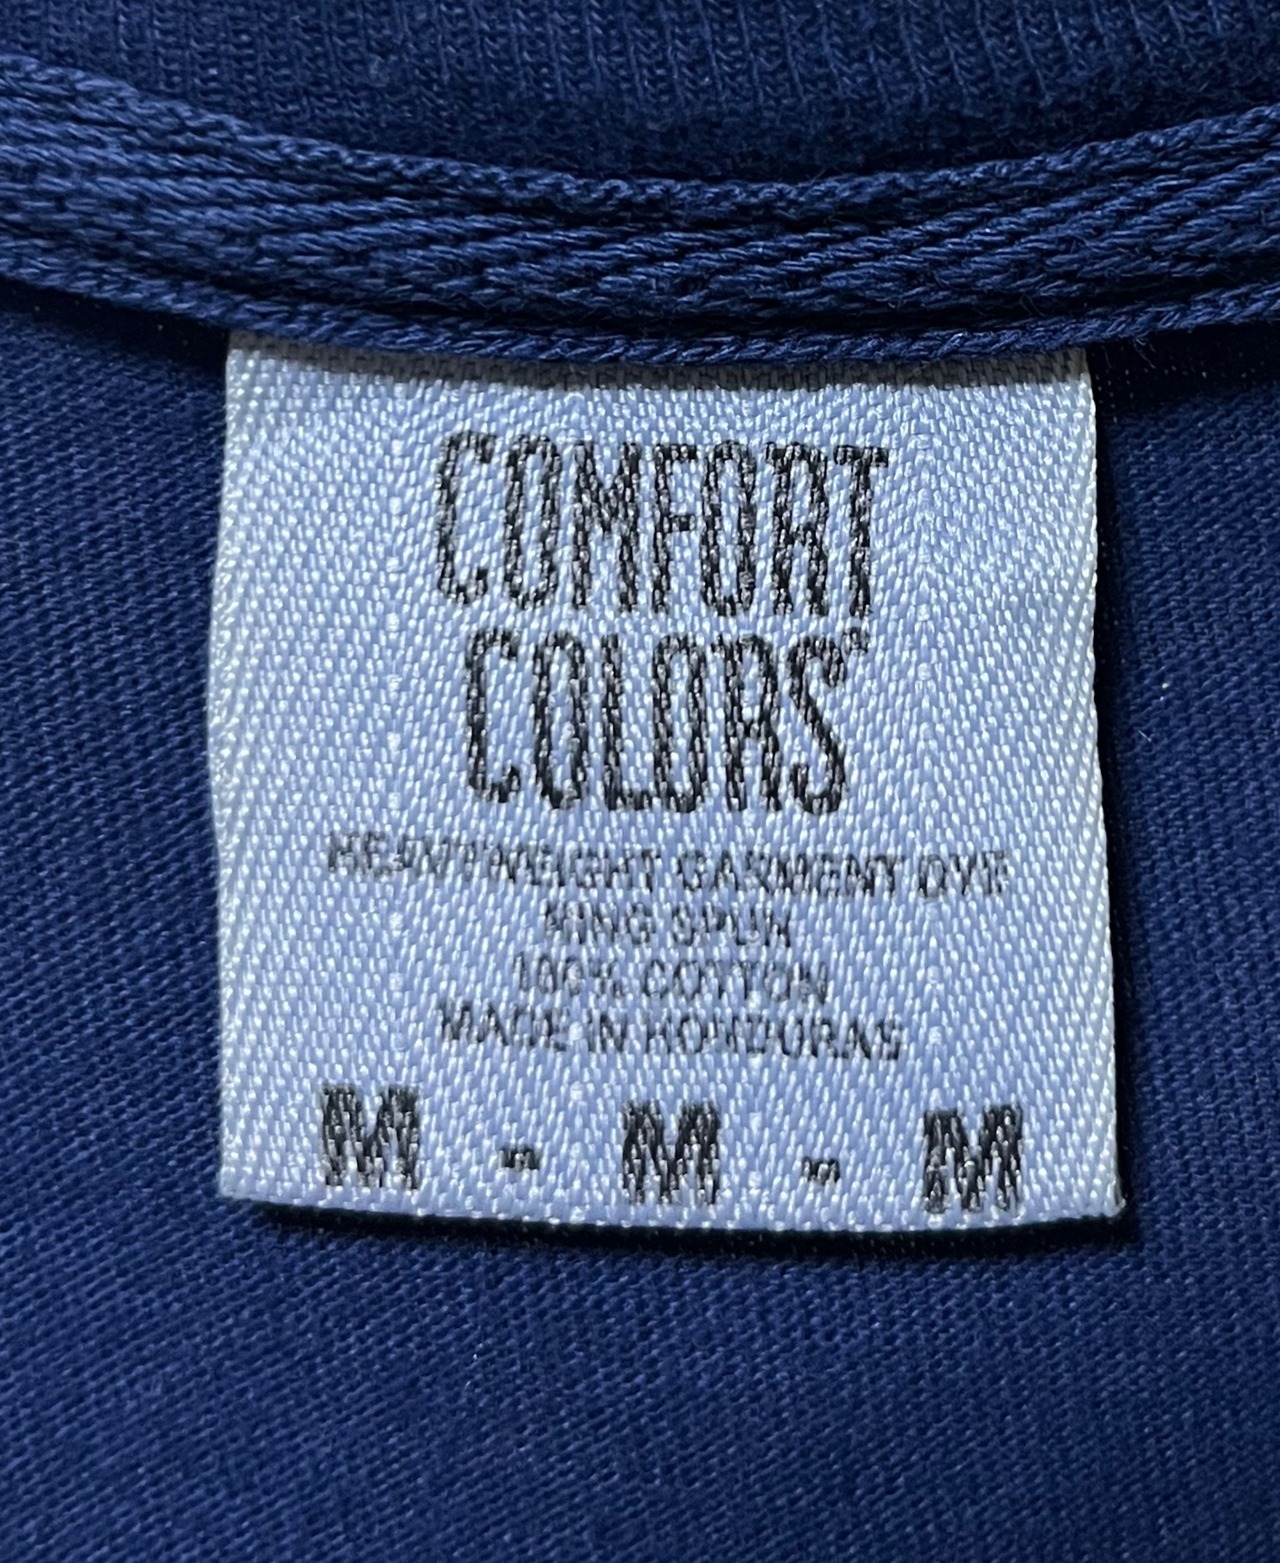 COMFORT
COLORS®
HEAVYWEIGHT GARMENT DYE
RING SPUN
100% COTTON
MADE IN HONDURAS
M - M - M